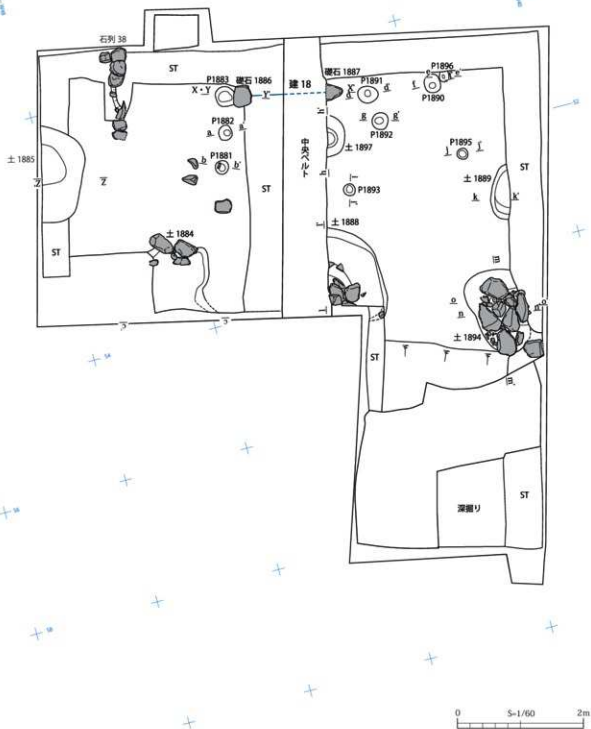 石列 38
ST
P1883
礎石 1886
X・Y
Y'
建 18
礎石 1887
X'
P1891
d
d'
P1896
e
e'
P1890
f
P1882
a
a'
h'
g
g'
P1892
中央ベルト
土 1897
P1895
土 1885
P1881
b
b'
Z
Z'
ST
ST
h
土 1889
k
k'
P1893
土 1888
土 1884
ST
m
o
o'
n
土 1894
m'
ST
深掘り
ST
54
0
S=1/60
2m